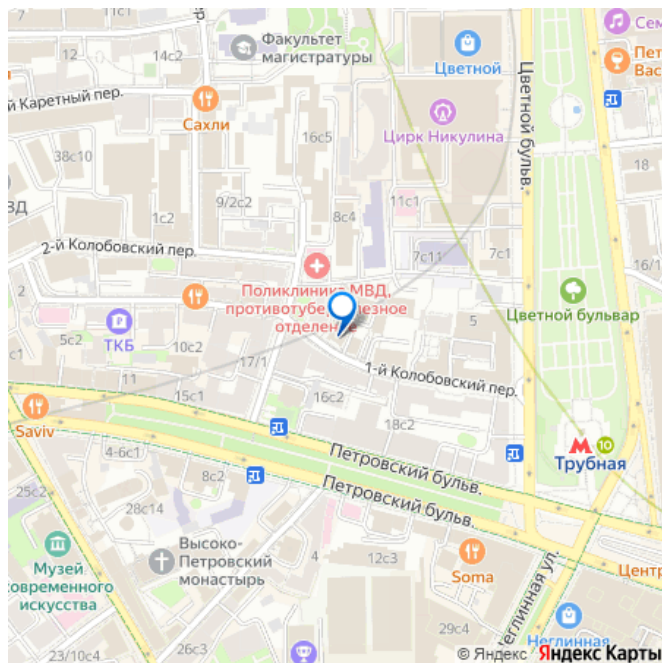 7
12
14с2
Факультет
магистратуры
Цветной
Сем
Пет
Вас
й Каретный пер.
Сахли
16с5
Цирк Никулина
Цветной бульв.
38с10
9/2с2
11с1
18
ВД
1с2
8с4
2-й Колобовский пер.
7с11
7с1
16/1
Поликлиника МВД,
противотубе
лезное
отделение
Цветной бульвар
5с2
ТКБ
10с2
17/1
5
1-й Колобовский пер.
15с1
16с2
Saviv
18с2
4-6с1
Петровский бульв.
М
10
Трубная
25с2
8с2
28с14
Петровский бульв.
Музей
современного
искусства
Высоко-
Петровский
монастырь
4
12с3
Soma
Неглинная ул.
Центр
29с4
Неглинная
23/10с4
26с3
© Яндекс Яндекс Карты